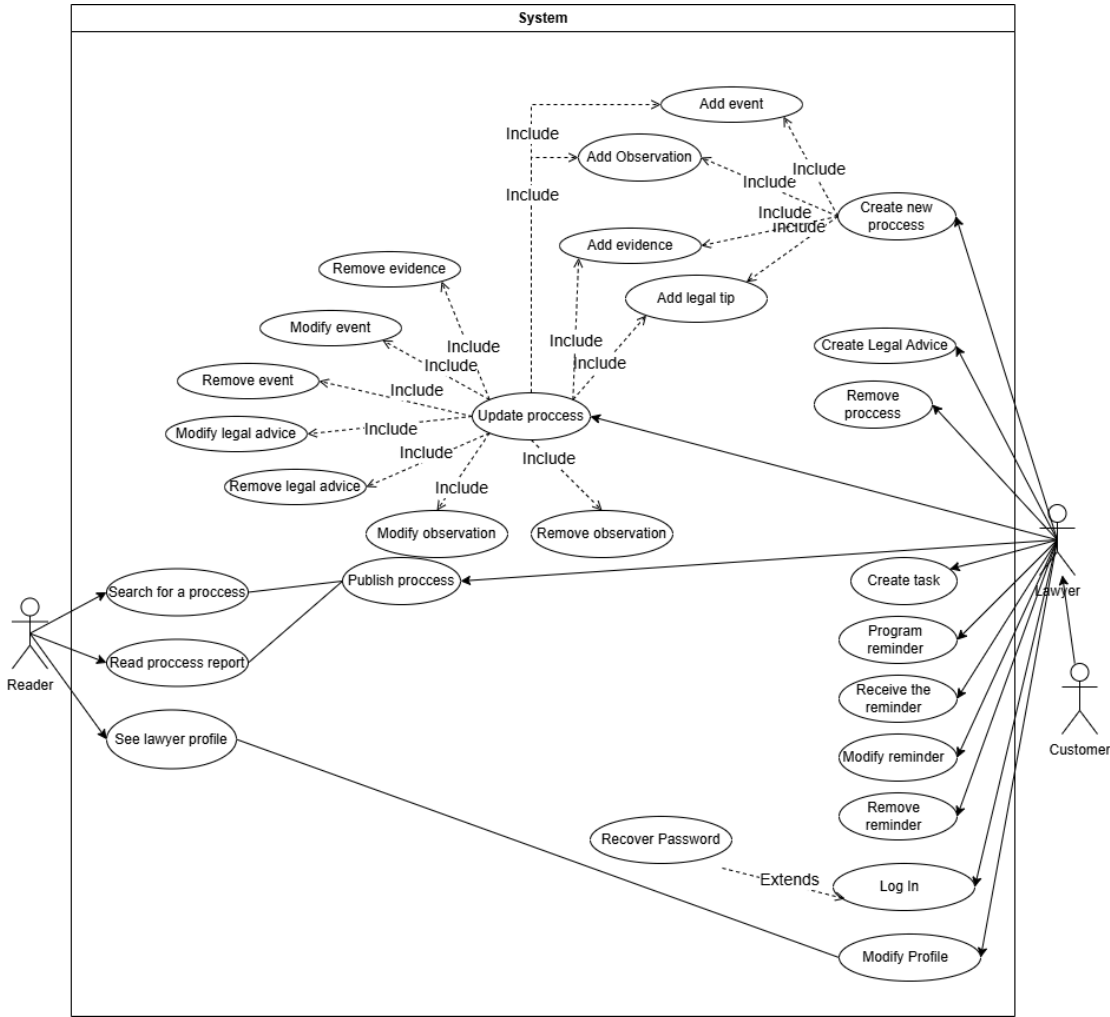 System
Add event
Include
Add Observation
Include
Include
Include
Create new
proccess
Include
Include
Add evidence
Remove evidence
Add legal tip
Modify event
Include
Create Legal Advice
Include
Include
Include
Remove event
Include
Remove
proccess
Update proccess
Modify legal advice
Include
Include
Include
Remove legal advice
Include
Modify observation
Remove observation
Publish proccess
Create task
Search for a proccess
Lawyer
Program
reminder
Read proccess report
Reader
Receive the
reminder
See lawyer profile
Customer
Modify reminder
Remove
reminder
Recover Password
Extends
Log In
Modify Profile